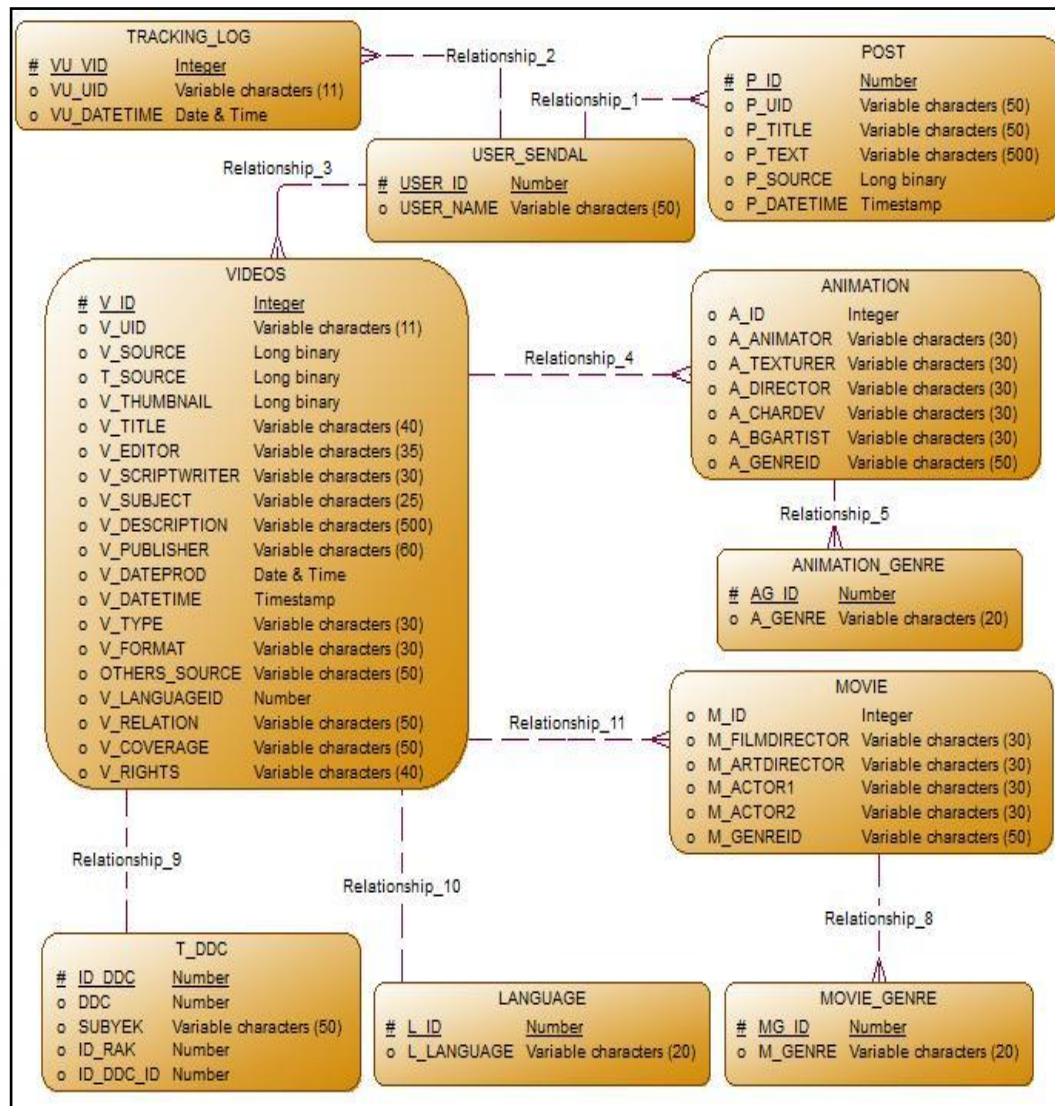 TRACKING_LOG
# VU_VID Integer
o VU_UID Variable characters (11)
o VU_DATETIME Date & Time
Relationship_2
POST
# P_ID Number
o P_UID Variable characters (50)
o P_TITLE Variable characters (50)
o P_TEXT Variable characters (500)
o P_SOURCE Long binary
o P_DATETIME Timestamp
Relationship_1
USER_SENDAL
# USER_ID Number
o USER_NAME Variable characters (50)
Relationship_3
VIDEOS
# V_ID Integer
o V_UID Variable characters (11)
o V_SOURCE Long binary
o T_SOURCE Long binary
o V_THUMBNAIL Long binary
o V_TITLE Variable characters (40)
o V_EDITOR Variable characters (35)
o V_SCRIPTWRITER Variable characters (30)
o V_SUBJECT Variable characters (25)
o V_DESCRIPTION Variable characters (500)
o V_PUBLISHER Variable characters (60)
o V_DATEPROD Date & Time
o V_DATETIME Timestamp
o V_TYPE Variable characters (30)
o V_FORMAT Variable characters (30)
o OTHERS_SOURCE Variable characters (50)
o V_LANGUAGEID Number
o V_RELATION Variable characters (50)
o V_COVERAGE Variable characters (50)
o V_RIGHTS Variable characters (40)
Relationship_4
ANIMATION
o A_ID Integer
o A_ANIMATOR Variable characters (30)
o A_TEXTURER Variable characters (30)
o A_DIRECTOR Variable characters (30)
o A_CHARDEV Variable characters (30)
o A_BGARTIST Variable characters (30)
o A_GENREID Variable characters (50)
Relationship_5
ANIMATION_GENRE
# AG_ID Number
o A_GENRE Variable characters (20)
Relationship_11
MOVIE
o M_ID Integer
o M_FILMDIRECTOR Variable characters (30)
o M_ARTDIRECTOR Variable characters (30)
o M_ACTOR1 Variable characters (30)
o M_ACTOR2 Variable characters (30)
o M_GENREID Variable characters (50)
Relationship_9
Relationship_10
Relationship_8
T_DDC
# ID_DDC Number
o DDC Number
o SUBYEK Variable characters (50)
o ID_RAK Number
o ID_DDC_ID Number
LANGUAGE
# L_ID Number
o L_LANGUAGE Variable characters (20)
MOVIE_GENRE
# MG_ID Number
o M_GENRE Variable characters (20)